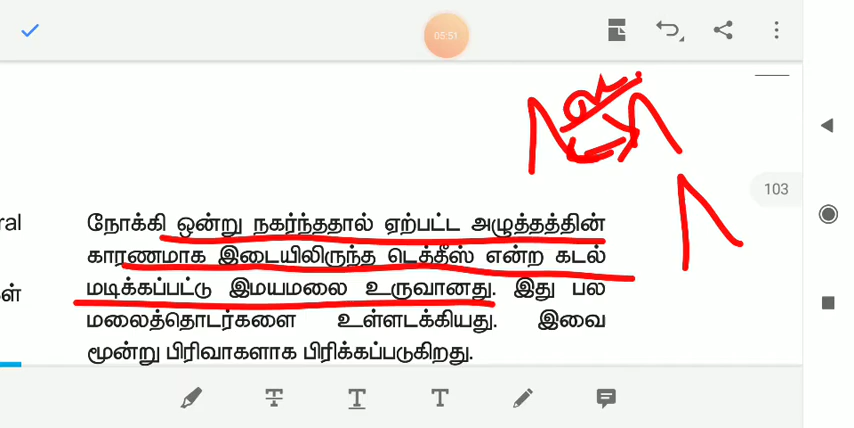 05:51
103
ral
நோக்கி ஒன்று நகர்ந்ததால் ஏற்பட்ட அழுத்தத்தின்
காரணமாக இடையிலிருந்த டெத்தீஸ் என்ற கடல்
ள் மடிக்கப்பட்டு இமயமலை உருவானது. இது பல
மலைத்தொடர்களை உள்ளடக்கியது. இவை
மூன்று பிரிவாகளாக பிரிக்கப்படுகிறது.
T T T